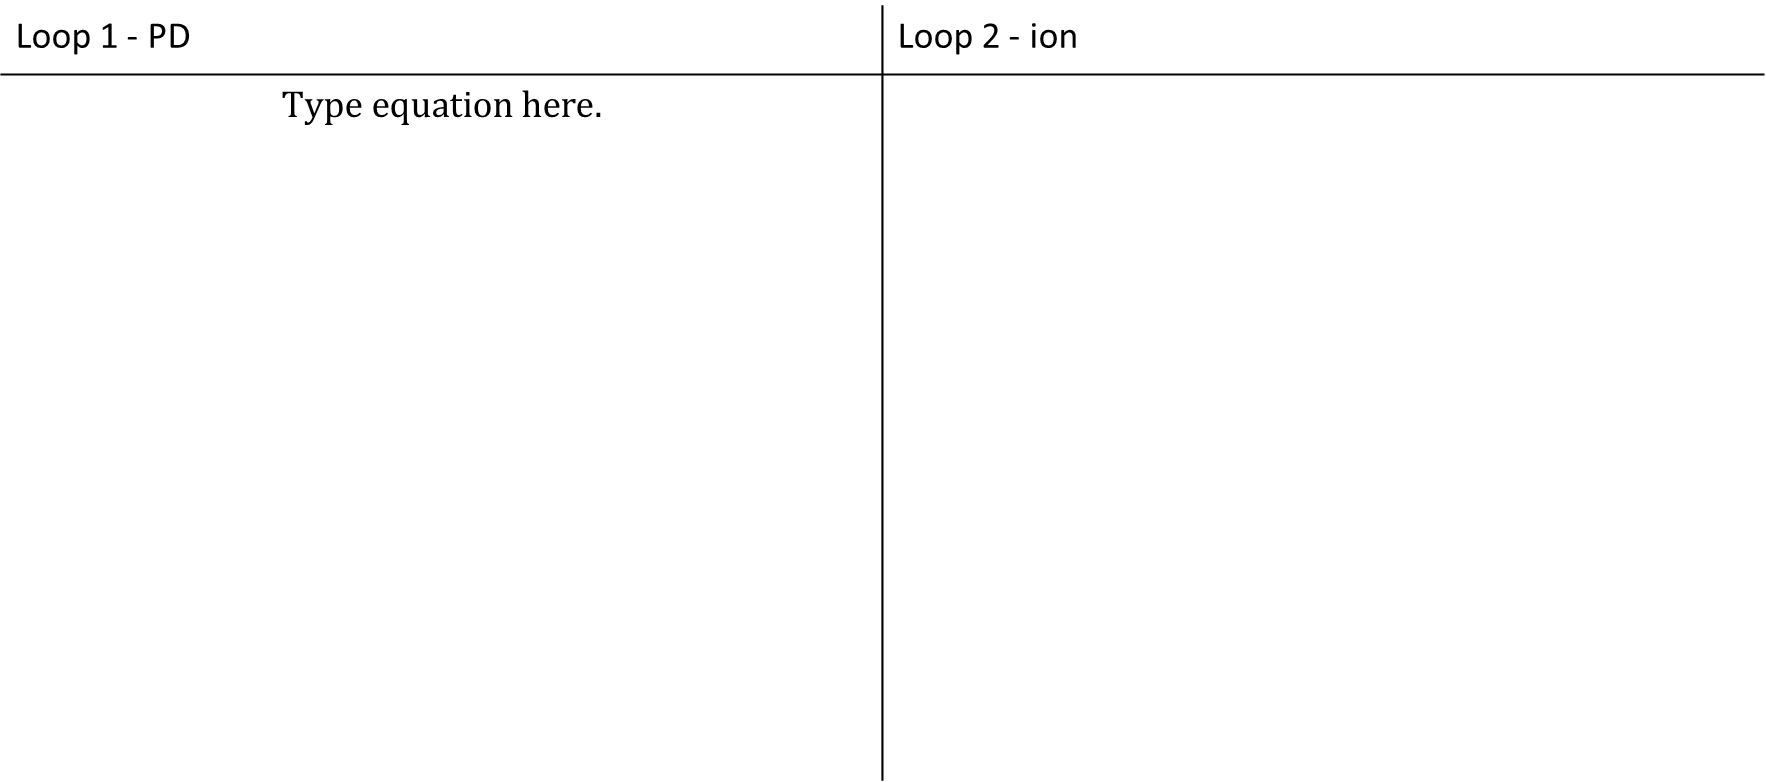 Loop 1 - PD
Loop 2 - ion
Type equation here.